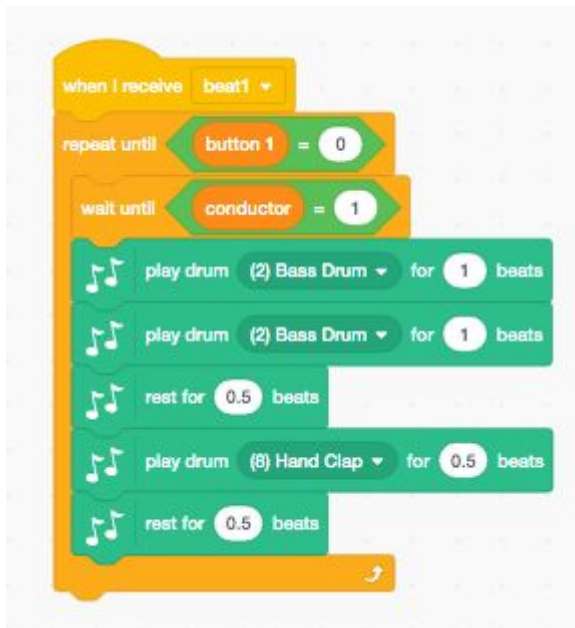 when I receive beat1
repeat until button 1 = 0
wait until conductor = 1
play drum (2) Bass Drum for 1 beats
play drum (2) Bass Drum for 1 beats
rest for 0.5 beats
play drum (8) Hand Clap for 0.5 beats
rest for 0.5 beats